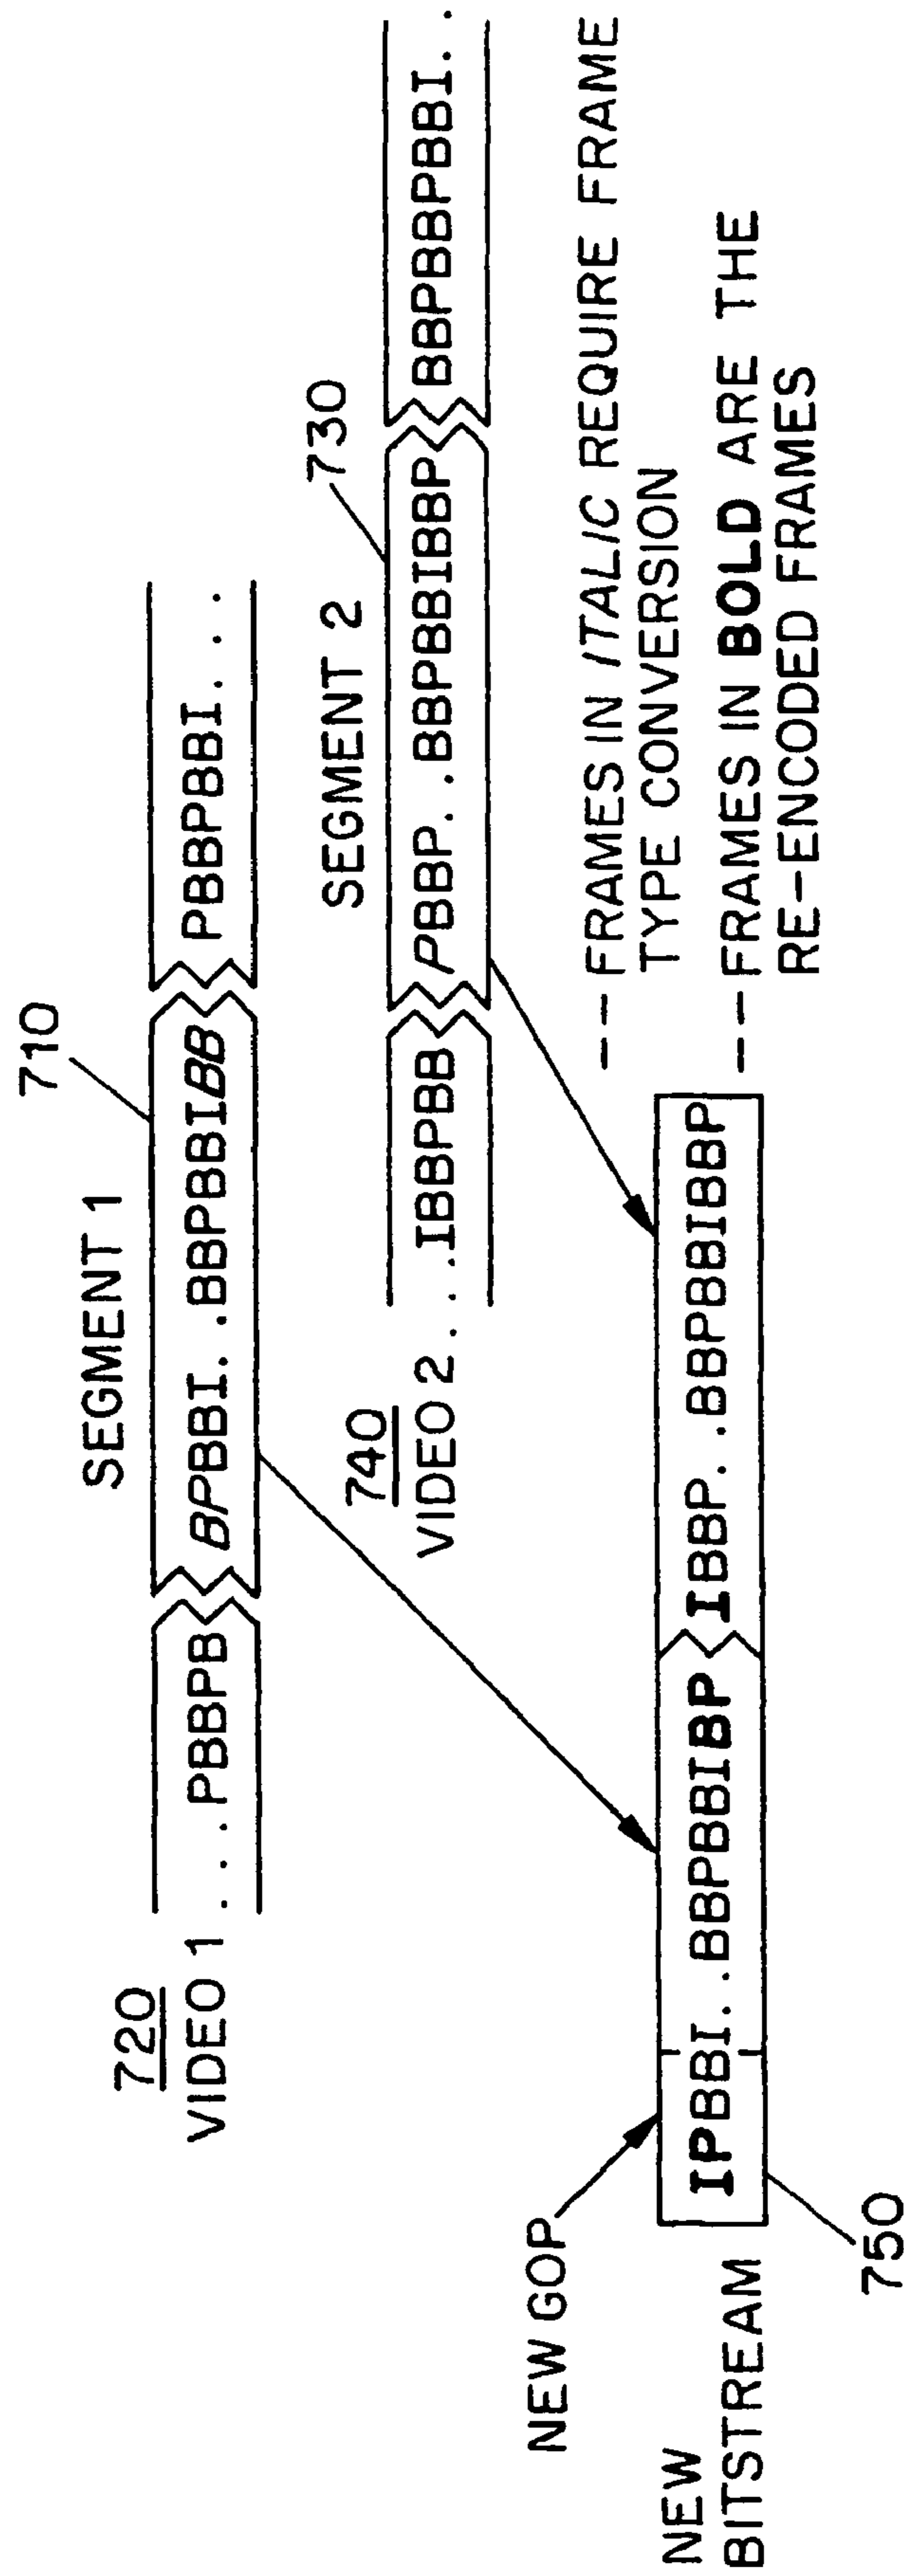 710
SEGMENT 1
720
VIDEO 1 . . . PBBPB BPBBI. .BBPBBIBB PBBPBBI. . .
730
SEGMENT 2
740
VIDEO 2 . . .IBBPBB PBBP. .BBPBBIBBP BBPBBPBBI. .
NEW GOP
-- FRAMES IN ITALIC REQUIRE FRAME
TYPE CONVERSION
NEW
BITSTREAM
IPBBI. .BBPBBIBP IBBP. .BBPBBIBBP
-- FRAMES IN BOLD ARE THE
RE-ENCODED FRAMES
750